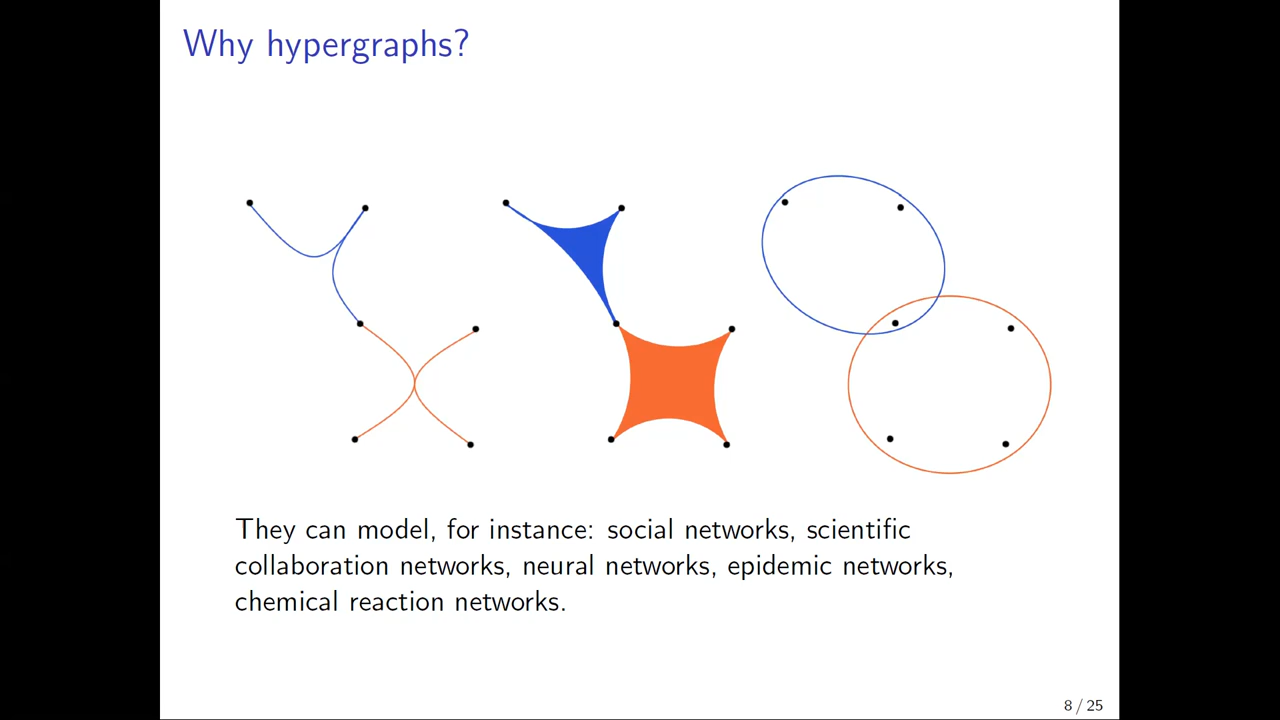 Why hypergraphs?
They can model, for instance: social networks, scientific
collaboration networks, neural networks, epidemic networks,
chemical reaction networks.
8 / 25